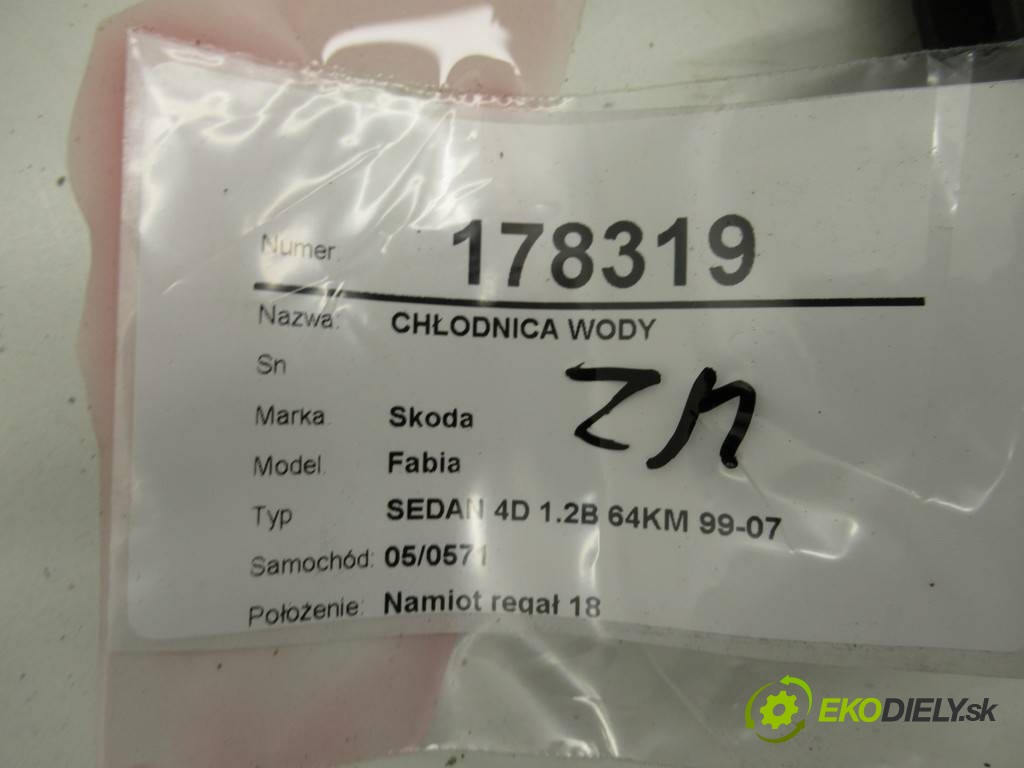 Numer: 178319
Nazwa: CHŁODNICA WODY
Sn
Marka Skoda
ZM
Model Fabia
Typ SEDAN 4D 1.2B 64KM 99-07
Samochód: 05/0571
Położenie: Namiot regał 18
EKODIELY.sk